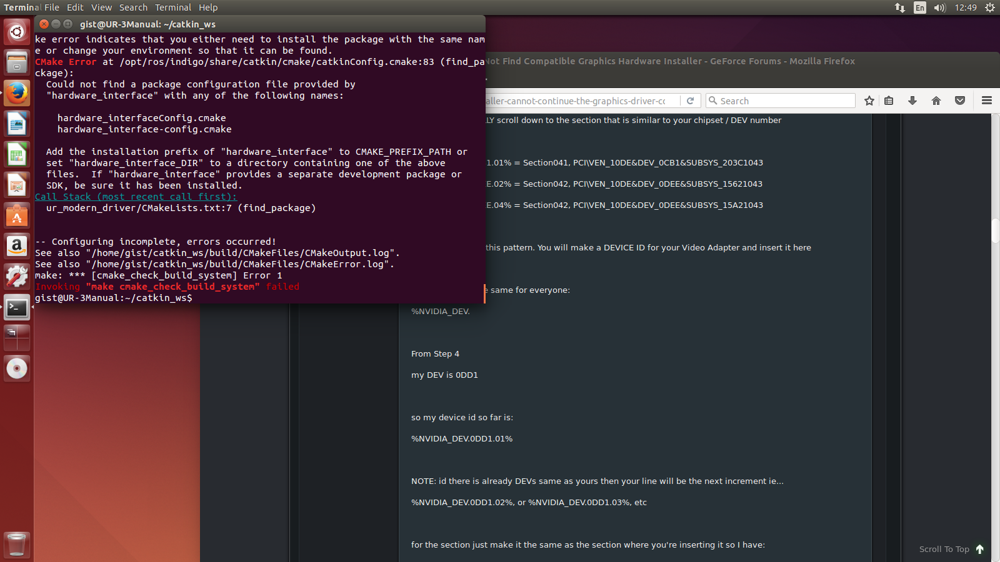 Terminal File Edit View Search Terminal Help
En 12:49
gist@UR-3Manual: ~/catkin_ws
ke error indicates that you either need to install the package with the same nam
e or change your environment so that it can be found.
CMake Error at /opt/ros/indigo/share/catkin/cmake/catkinConfig.cmake:83 (find_pa
ckage):
Could not find a package configuration file provided by
"hardware_interface" with any of the following names:
hardware_interfaceConfig.cmake
hardware_interface-config.cmake
Add the installation prefix of "hardware_interface" to CMAKE_PREFIX_PATH or
set "hardware_interface_DIR" to a directory containing one of the above
files.  If "hardware_interface" provides a separate development package or
SDK, be sure it has been installed.
Call Stack (most recent call first):
ur_modern_driver/CMakeLists.txt:7 (find_package)
-- Configuring incomplete, errors occurred!
See also "/home/gist/catkin_ws/build/CMakeFiles/CMakeOutput.log".
See also "/home/gist/catkin_ws/build/CMakeFiles/CMakeError.log".
make: *** [cmake_check_build_system] Error 1
Invoking "make cmake_check_build_system" failed
gist@UR-3Manual:~/catkin_ws$
Not Find Compatible Graphics Hardware Installer - GeForce Forums - Mozilla Firefox
aller-cannot-continue-the-graphics-driver-cc
Search
LY scroll down to the section that is similar to your chipset / DEV number
1.01% = Section041, PCI\VEN_10DE&DEV_0CB1&SUBSYS_203C1043
E.02% = Section042, PCI\VEN_10DE&DEV_0DEE&SUBSYS_15621043
E.04% = Section042, PCI\VEN_10DE&DEV_0DEE&SUBSYS_15A21043
this pattern. You will make a DEVICE ID for your Video Adapter and insert it here
e same for everyone:
%NVIDIA_DEV.
From Step 4
my DEV is 0DD1
so my device id so far is:
%NVIDIA_DEV.0DD1.01%
NOTE: id there is already DEVs same as yours then your line will be the next increment ie...
%NVIDIA_DEV.0DD1.02%, or %NVIDIA_DEV.0DD1.03%, etc
for the section just make it the same as the section where you're inserting it so I have:
Scroll To Top